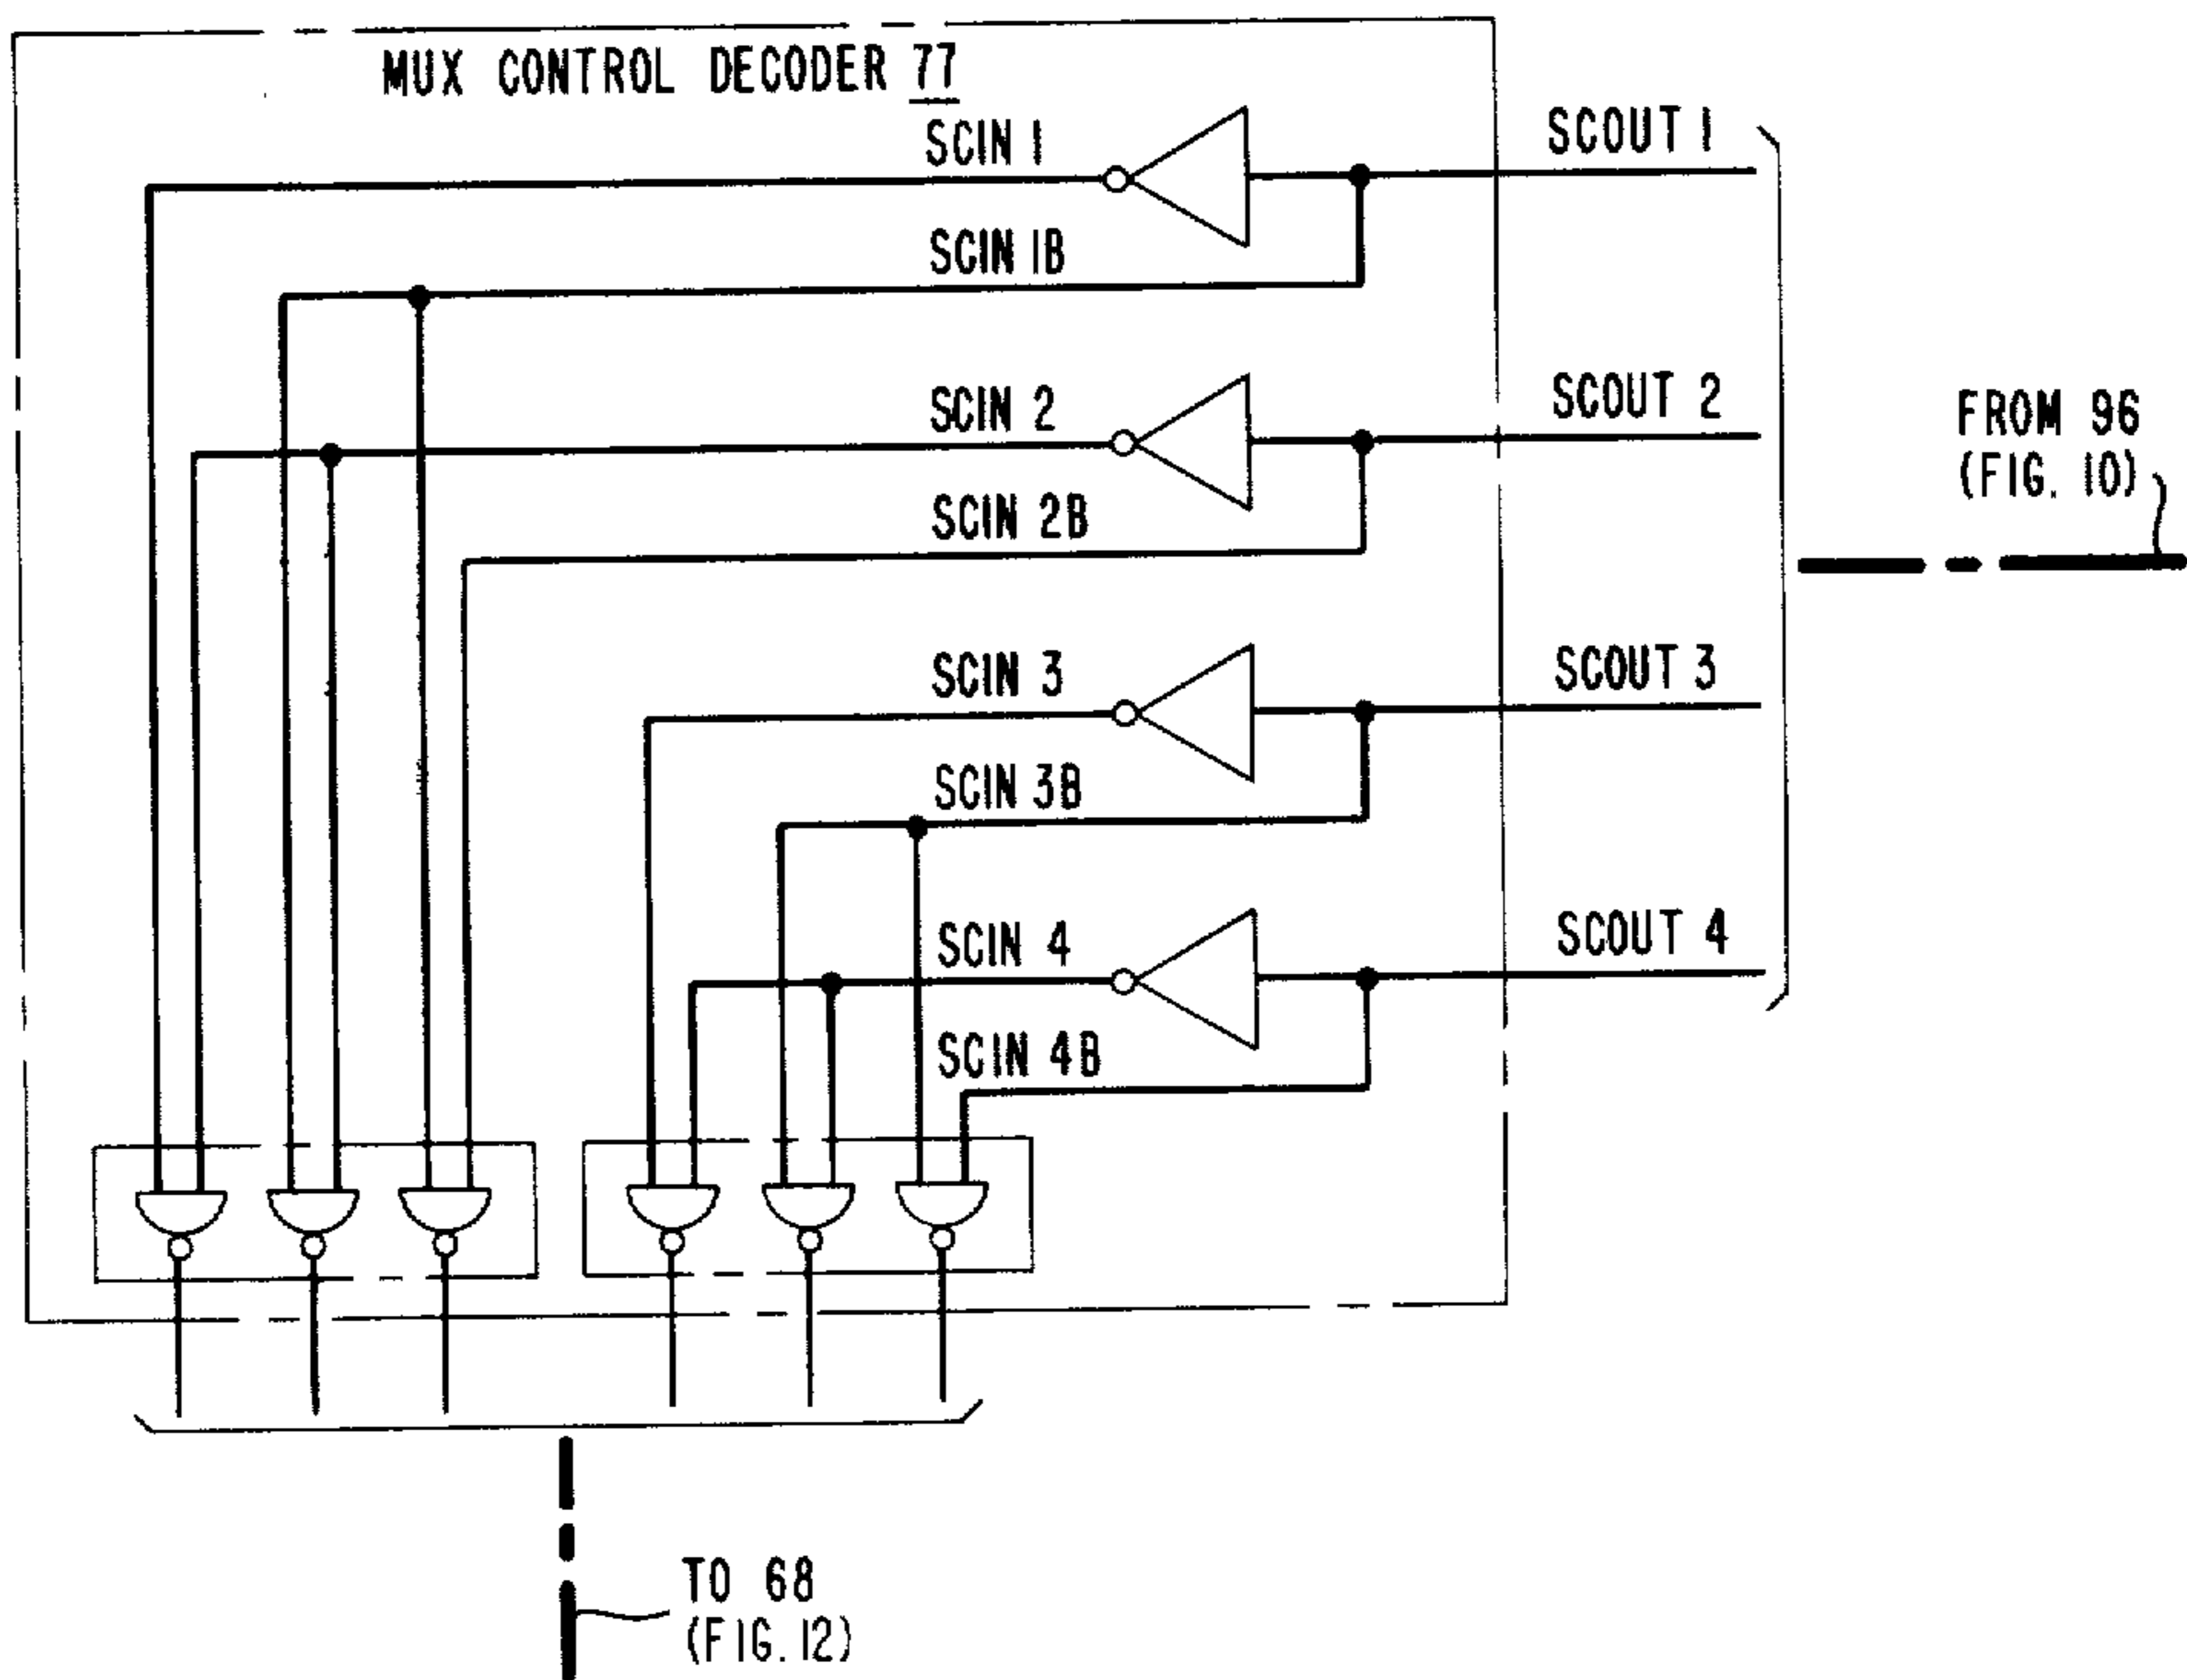 MUX CONTROL DECODER 77
SCIN 1
SCOUT 1
SCIN 1B
SCIN 2
SCOUT 2
FROM 96
(FIG. 10)
SCIN 2B
SCIN 3
SCOUT 3
SCIN 3B
SCIN 4
SCOUT 4
SCIN 4B
TO 68
(FIG. 12)